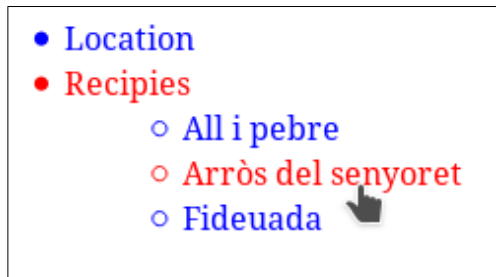 Location
Recipies
All i pebre
Arròs del senyoret
Fideuada